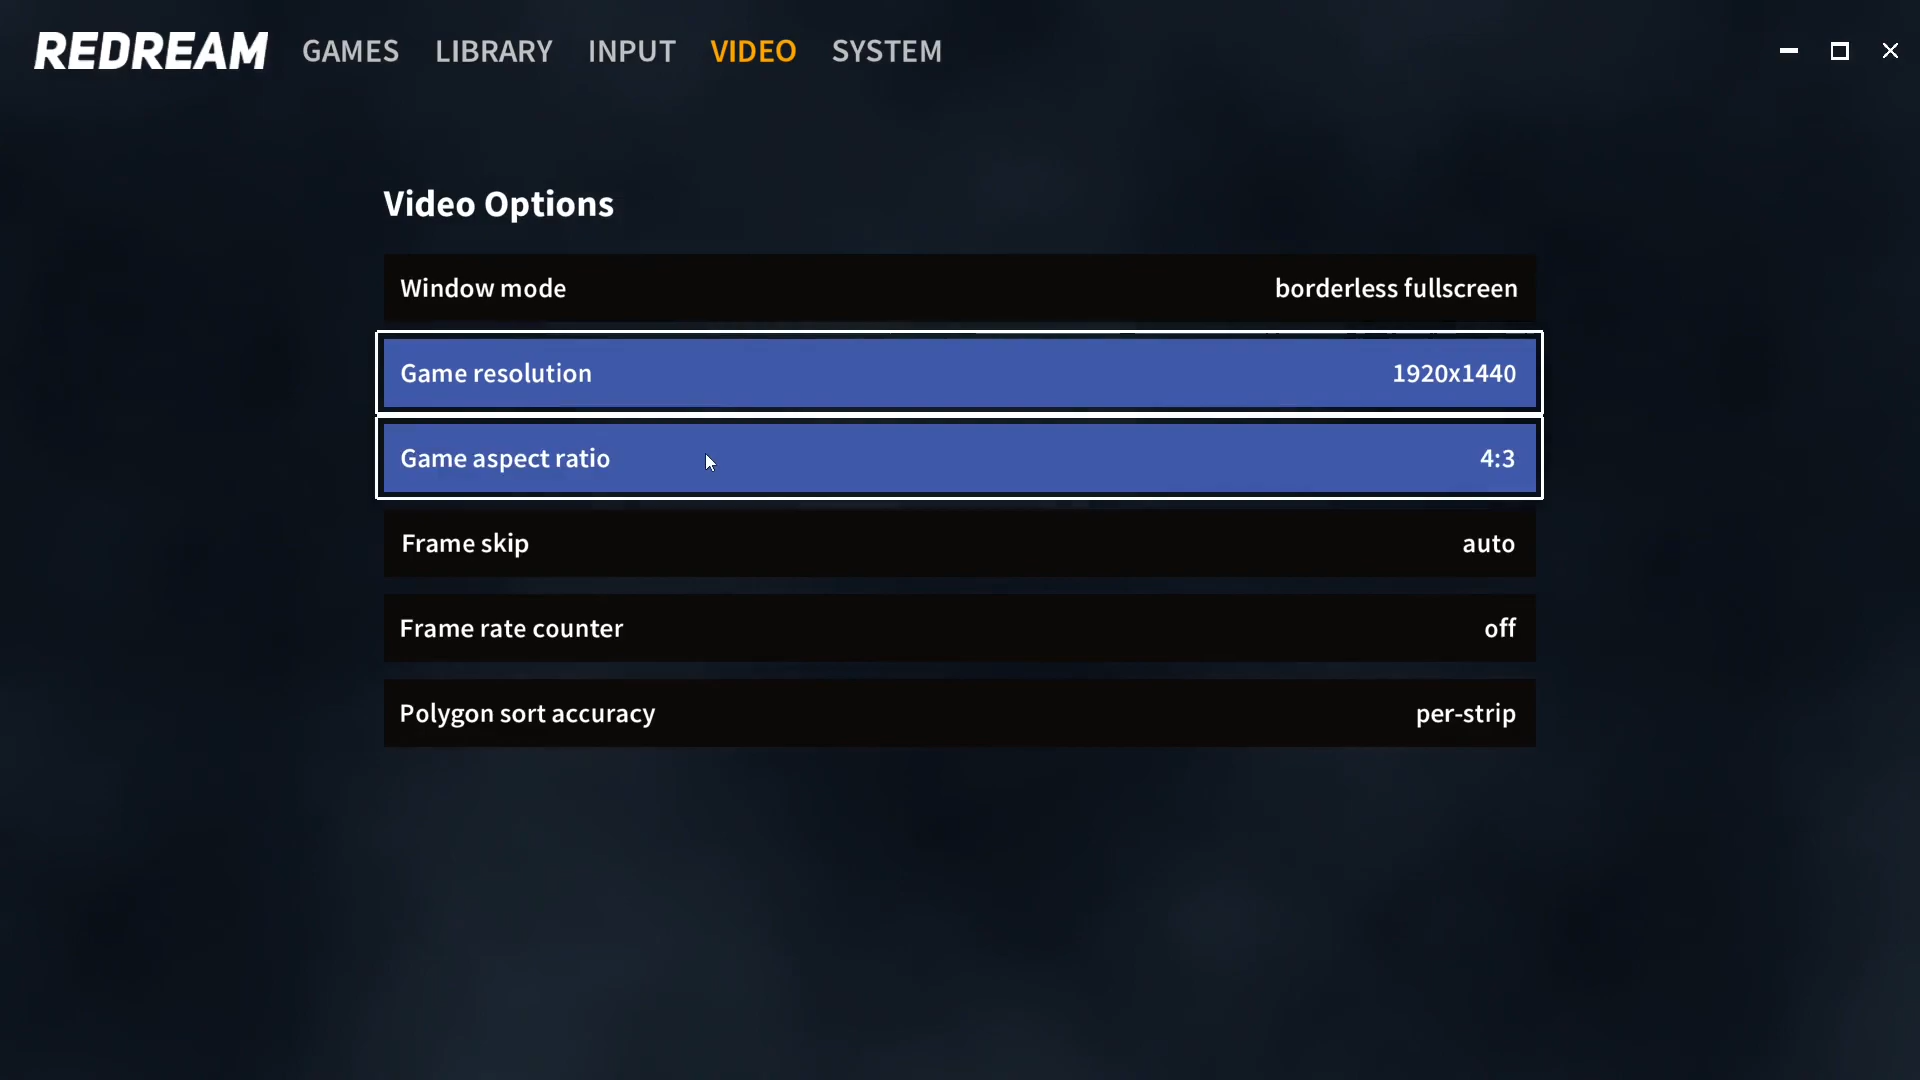 REDREAM GAMES LIBRARY INPUT VIDEO SYSTEM
Video Options
Window mode borderless fullscreen
Game resolution 1920x1440
Game aspect ratio 4:3
Frame skip auto
Frame rate counter off
Polygon sort accuracy per-strip